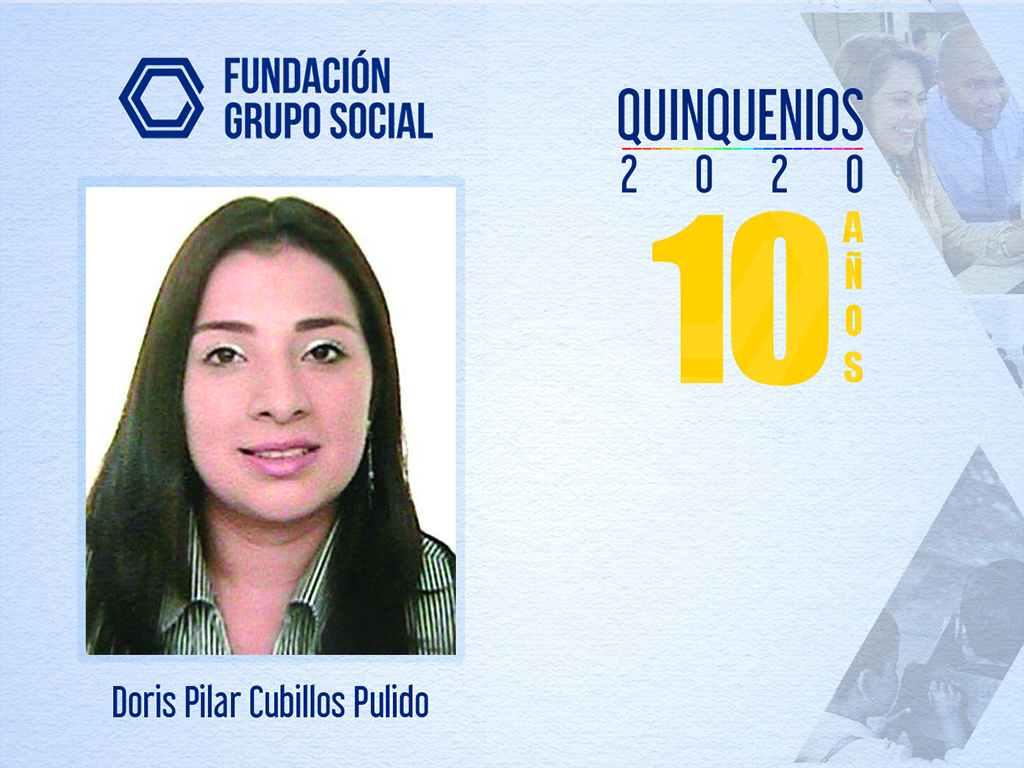 FUNDACIÓN
GRUPO SOCIAL
QUINQUENIOS
2020
10 AÑOS
Doris Pilar Cubillos Pulido